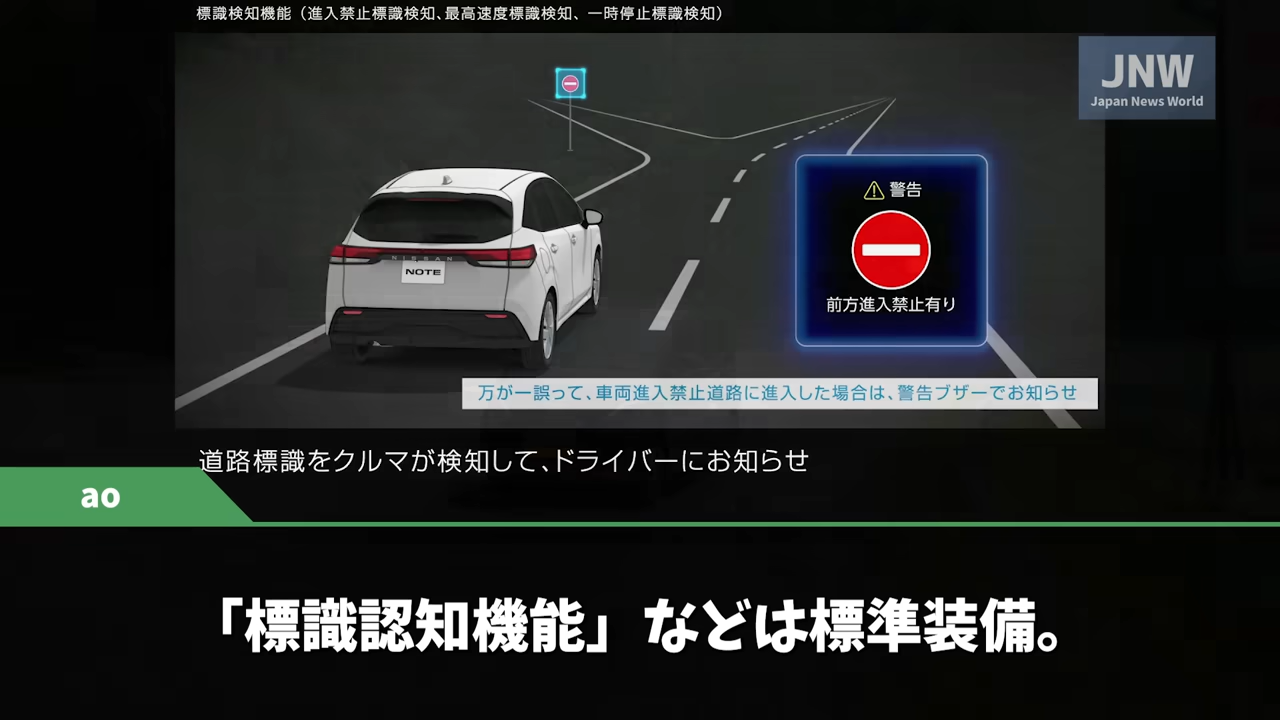 標識検知機能（進入禁止標識検知、最高速度標識検知、一時停止標識検知）
JNW
Japan News World
警告
前方進入禁止有り
NISSAN
NOTE
万が一誤って、車両進入禁止道路に進入した場合は、警告ブザーでお知らせ
道路標識をクルマが検知して、ドライバーにお知らせ
ao
「標識認知機能」などは標準装備。